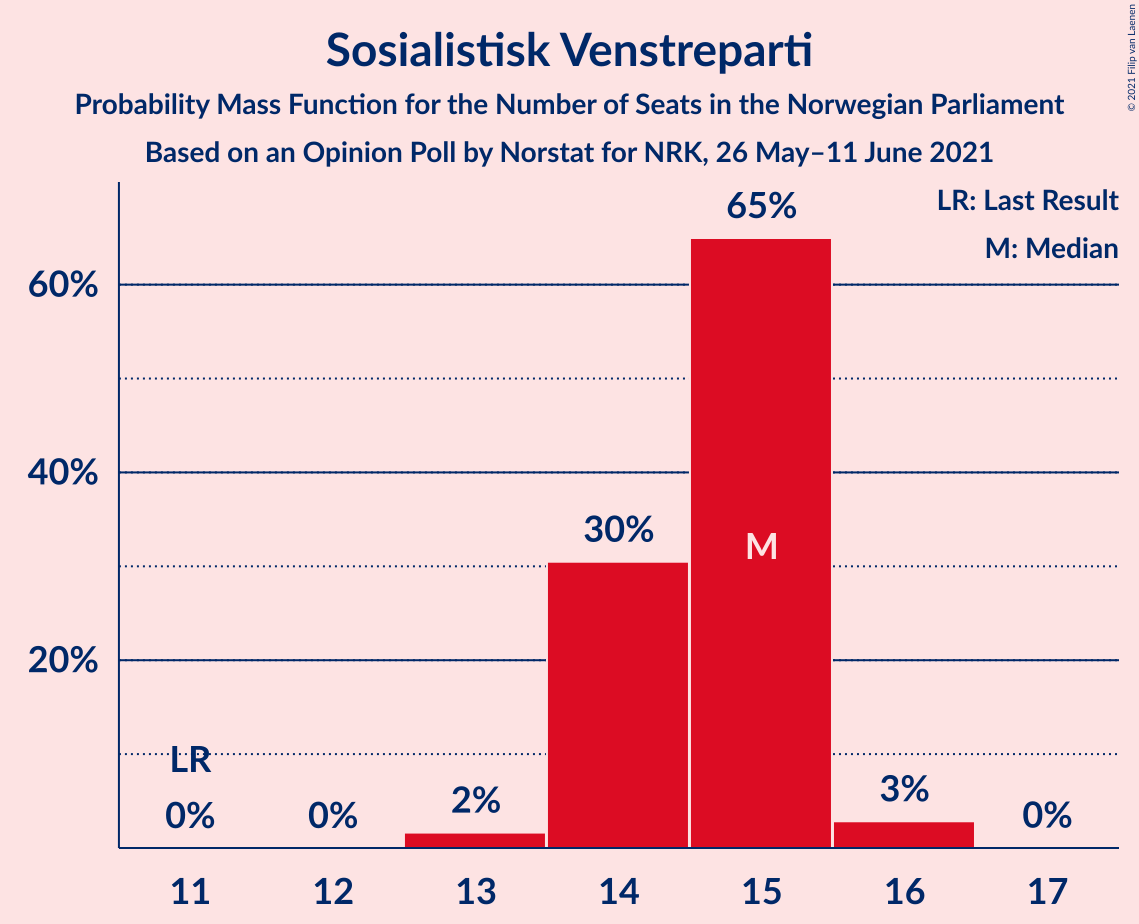 Sosialistisk Venstreparti
Probability Mass Function for the Number of Seats in the Norwegian Parliament
Based on an Opinion Poll by Norstat for NRK, 26 May–11 June 2021
© 2021 Filip van Laenen
LR: Last Result
M: Median
65%
60%
40%
30%
M
20%
LR
0%
0%
2%
3%
0%
11
12
13
14
15
16
17